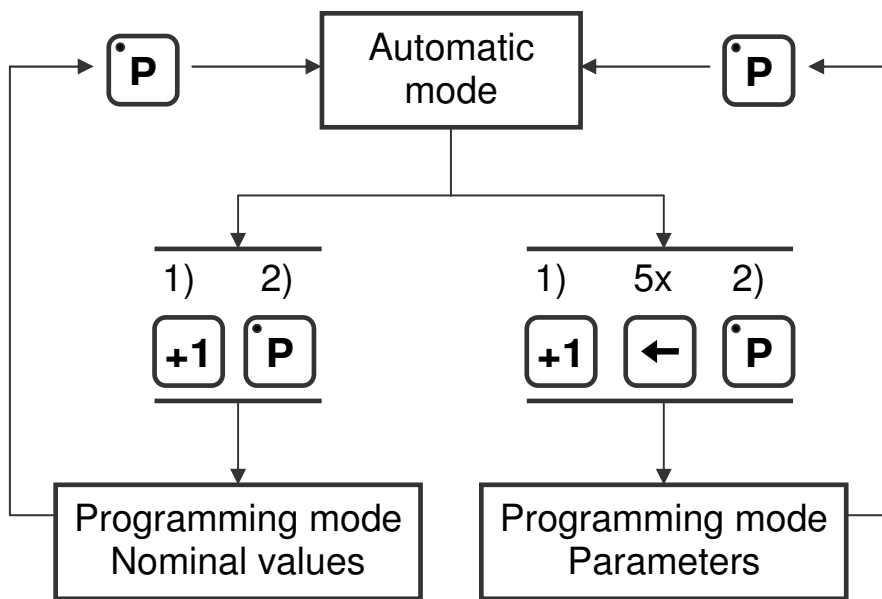 P
Automatic
mode
P
1) 2)
+1 P
1) 5x 2)
+1 ← P
Programming mode
Nominal values
Programming mode
Parameters